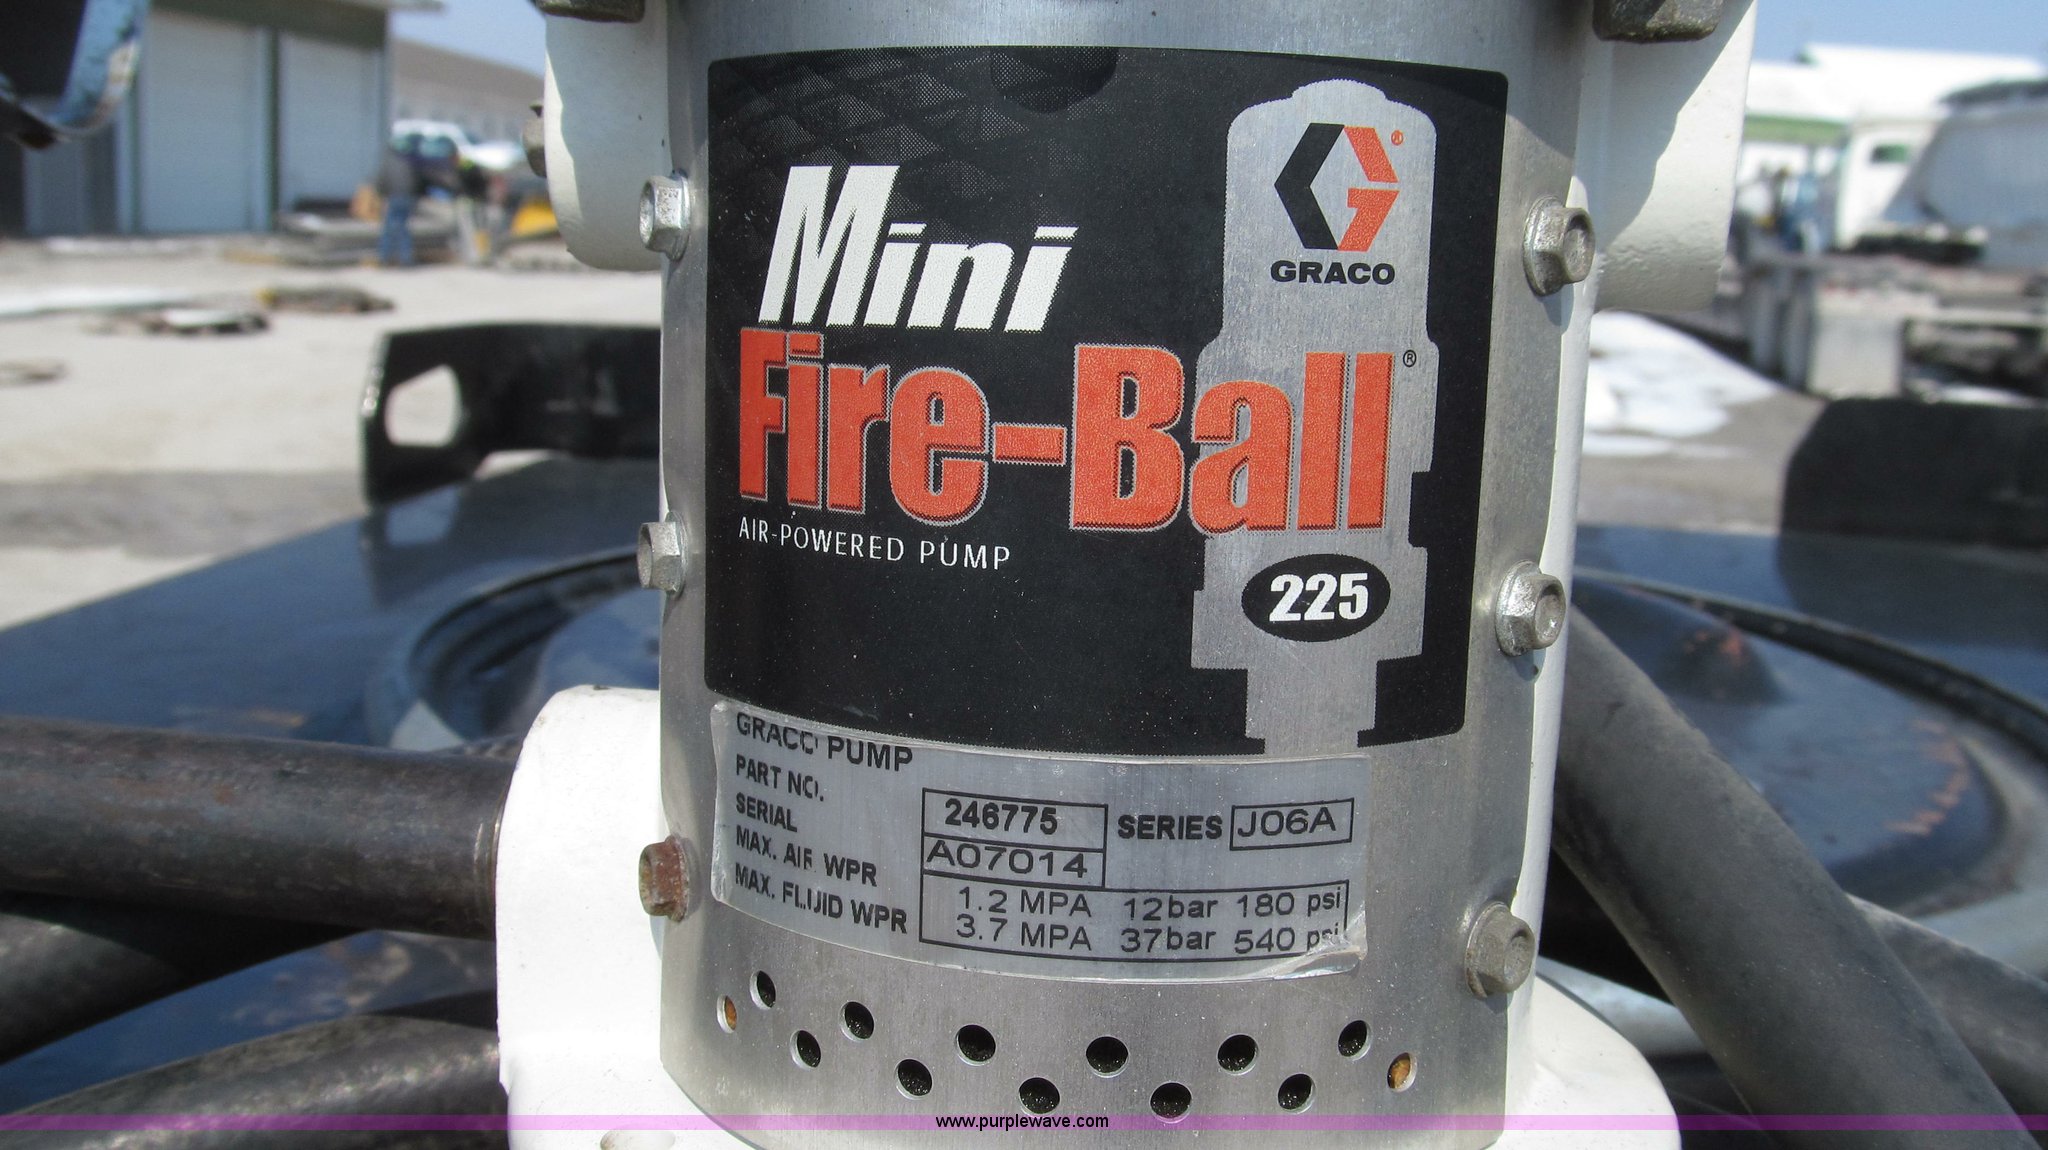 GRACO
Mini
Fire-Ball®
AIR-POWERED PUMP
225
GRACO PUMP
PART NO. 246775 SERIES J06A
SERIAL A07014
MAX. AIR WPR 1.2 MPA 12bar 180 psi
MAX. FLUID WPR 3.7 MPA 37bar 540 psi
www.purplewave.com